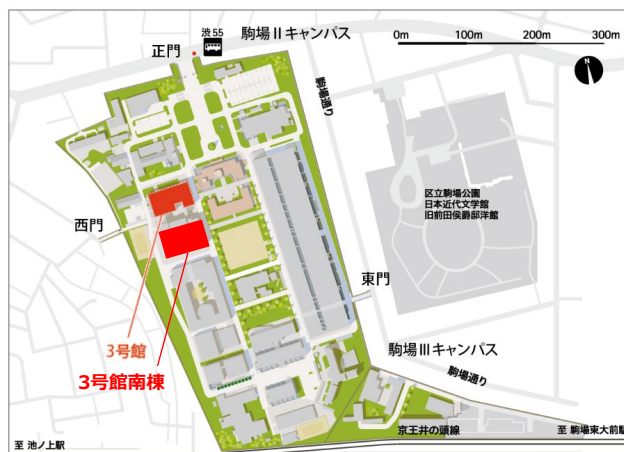 駒場Ⅱキャンパス
0m 100m 200m 300m
渋55
正門
N
駒場通り
区立駒場公園
日本近代文学館
旧前田侯爵邸洋館
西門
東門
3号館
3号館南棟
駒場Ⅲキャンパス
駒場通り
京王井の頭線
至 駒場東大前駅
至 池ノ上駅